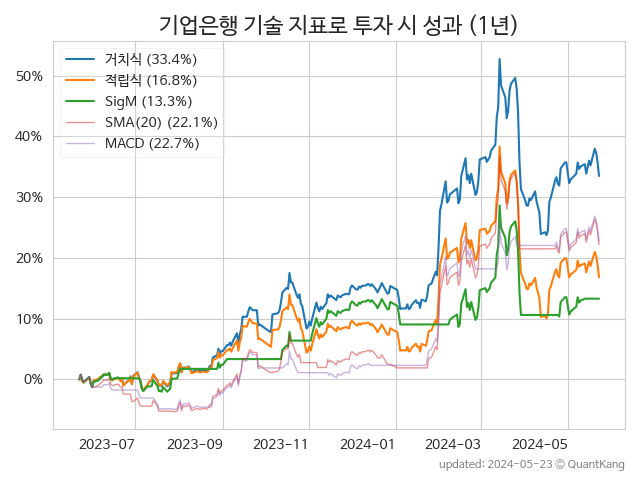 기업은행 기술 지표로 투자 시 성과 (1년)
거치식 (33.4%)
적립식 (16.8%)
SigM (13.3%)
SMA(20) (22.1%)
MACD (22.7%)
50%
40%
30%
20%
10%
0%
2023-07 2023-09 2023-11 2024-01 2024-03 2024-05
updated: 2024-05-23 © QuantKang